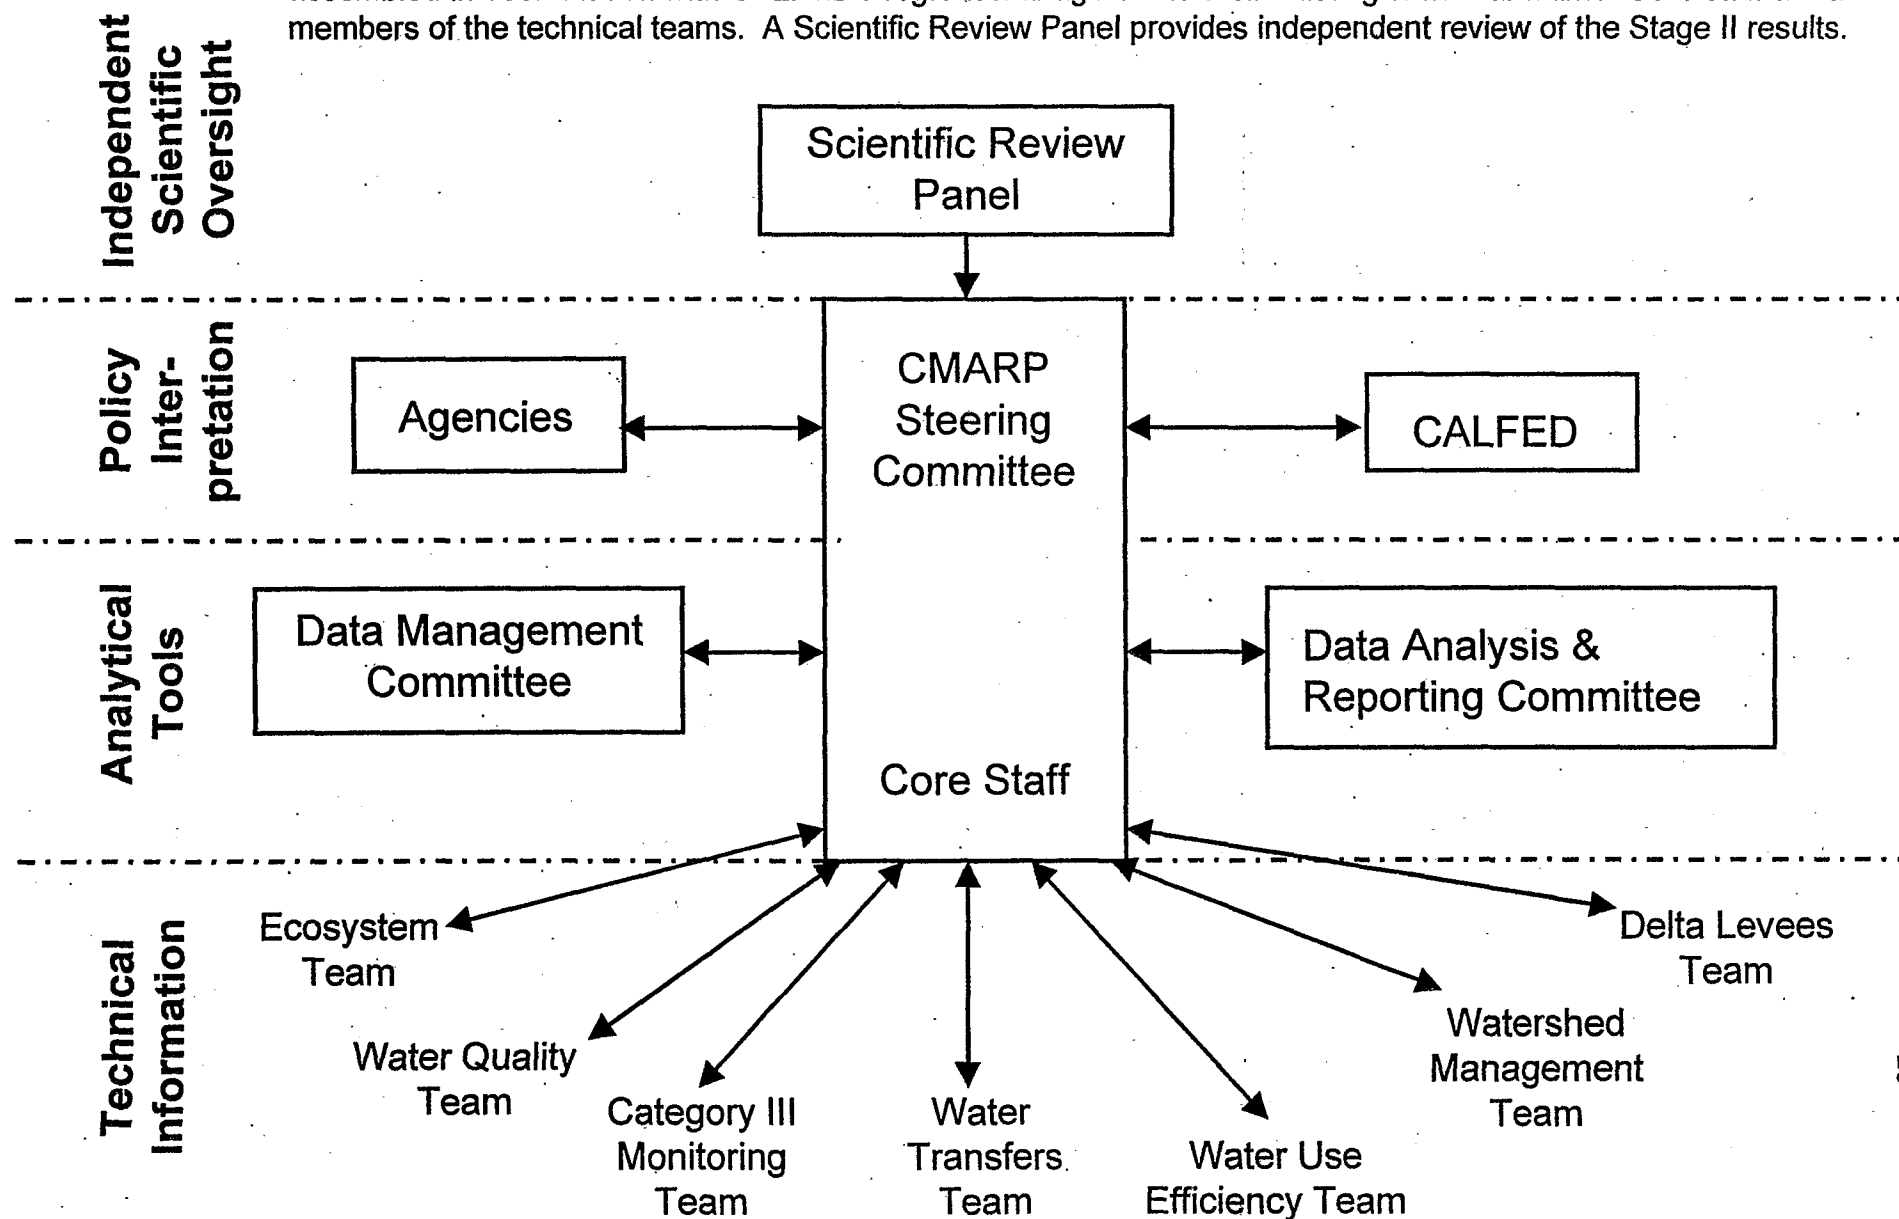 members of the technical teams.  A Scientific Review Panel provides independent review of the Stage II results.
Independent
Scientific
Oversight
Scientific Review
Panel
Policy
Inter-
pretation
Agencies
CMARP
Steering
Committee
CALFED
Analytical
Tools
Data Management
Committee
Data Analysis &
Reporting Committee
Core Staff
Technical
Information
Ecosystem
Team
Water Quality
Team
Category III
Monitoring
Team
Water
Transfers
Team
Water Use
Efficiency Team
Watershed
Management
Team
Delta Levees
Team